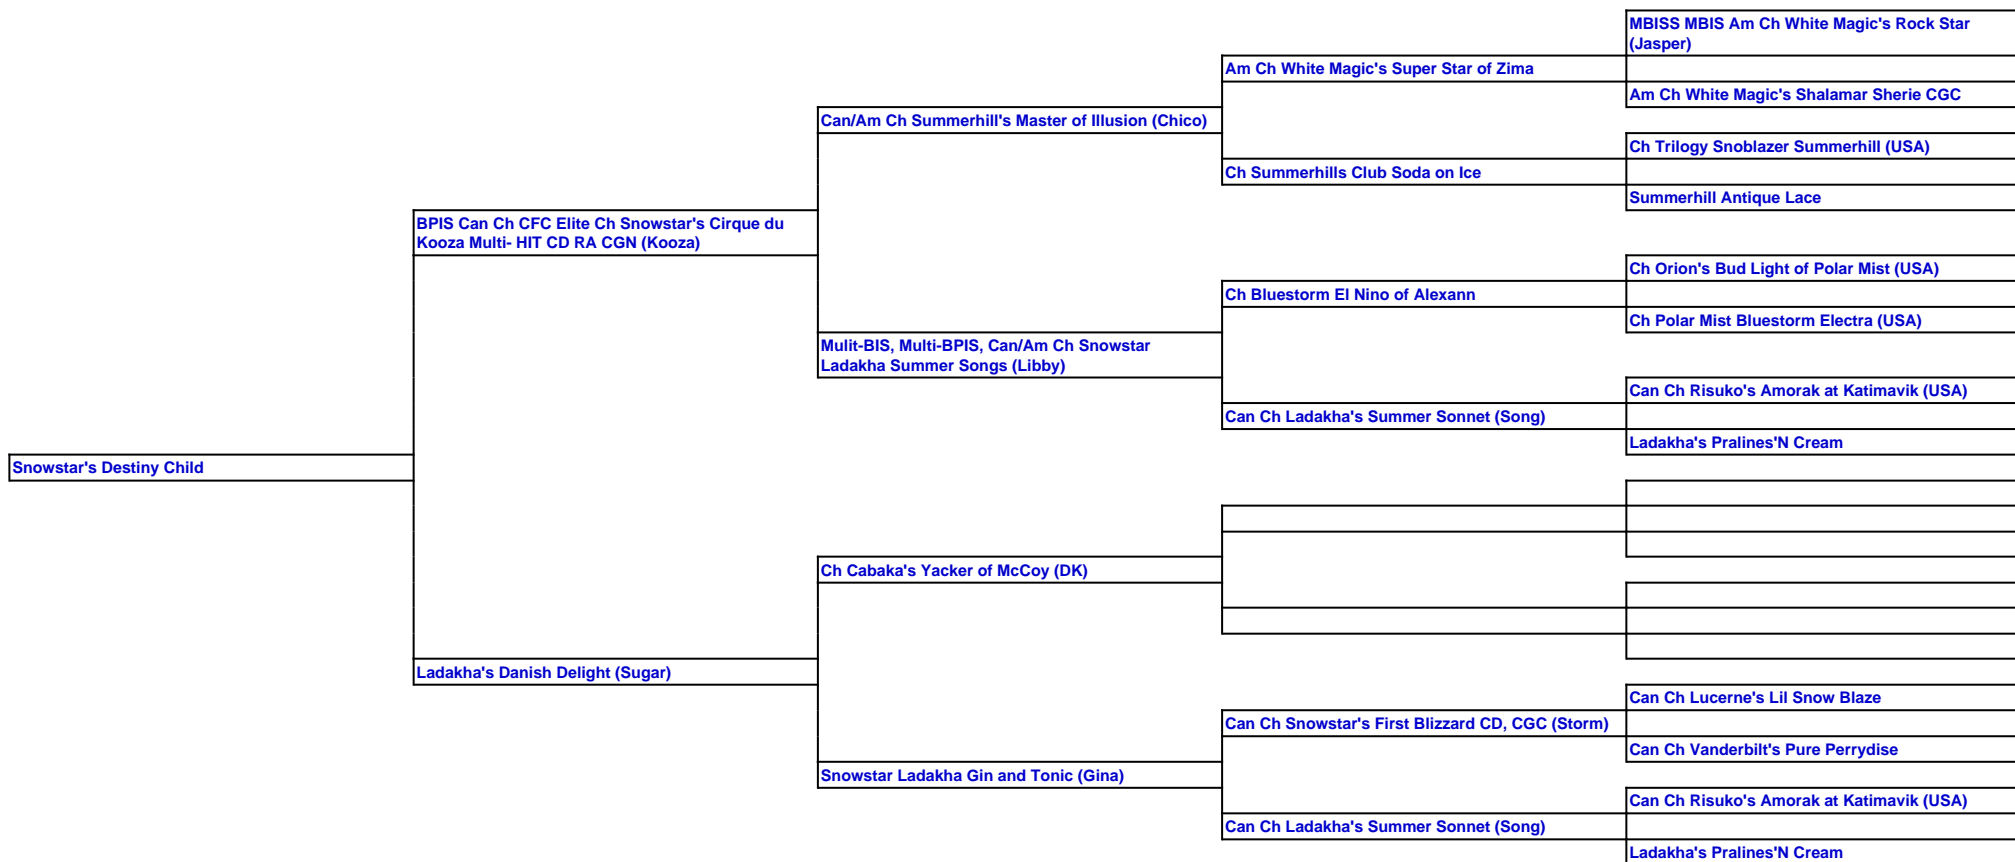 MBISS MBIS Am Ch White Magic's Rock Star
(Jasper)
Am Ch White Magic's Super Star of Zima
Am Ch White Magic's Shalamar Sherie CGC
Can/Am Ch Summerhill's Master of Illusion (Chico)
Ch Trilogy Snoblazer Summerhill (USA)
Ch Summerhills Club Soda on Ice
Summerhill Antique Lace
BPIS Can Ch CFC Elite Ch Snowstar's Cirque du
Kooza Multi- HIT CD RA CGN (Kooza)
Ch Orion's Bud Light of Polar Mist (USA)
Ch Bluestorm El Nino of Alexann
Ch Polar Mist Bluestorm Electra (USA)
Mulit-BIS, Multi-BPIS, Can/Am Ch Snowstar
Ladakha Summer Songs (Libby)
Can Ch Risuko's Amorak at Katimavik (USA)
Can Ch Ladakha's Summer Sonnet (Song)
Ladakha's Pralines'N Cream
Snowstar's Destiny Child
Ch Cabaka's Yacker of McCoy (DK)
Ladakha's Danish Delight (Sugar)
Can Ch Lucerne's Lil Snow Blaze
Can Ch Snowstar's First Blizzard CD, CGC (Storm)
Can Ch Vanderbilt's Pure Perrydise
Snowstar Ladakha Gin and Tonic (Gina)
Can Ch Risuko's Amorak at Katimavik (USA)
Can Ch Ladakha's Summer Sonnet (Song)
Ladakha's Pralines'N Cream